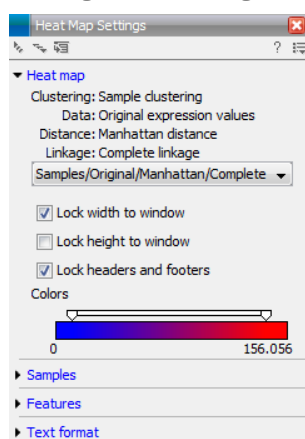 Heat Map Settings
?
Heat map
Clustering: Sample clustering
Data: Original expression values
Distance: Manhattan distance
Linkage: Complete linkage
Samples/Original/Manhattan/Complete
Lock width to window
Lock height to window
Lock headers and footers
Colors
0 156.056
Samples
Features
Text format